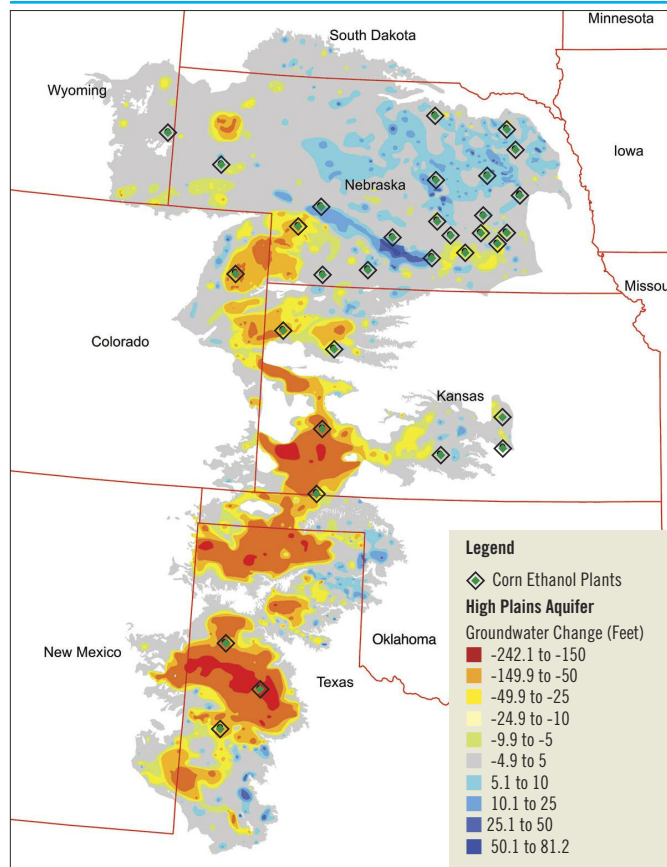 Minnesota
South Dakota
Wyoming
Iowa
Nebraska
Missou
Colorado
Kansas
Legend
Corn Ethanol Plants
High Plains Aquifer
Groundwater Change (Feet)
-242.1 to -150
-149.9 to -50
-49.9 to -25
-24.9 to -10
-9.9 to -5
-4.9 to 5
5.1 to 10
10.1 to 25
25.1 to 50
50.1 to 81.2
Oklahoma
New Mexico
Texas